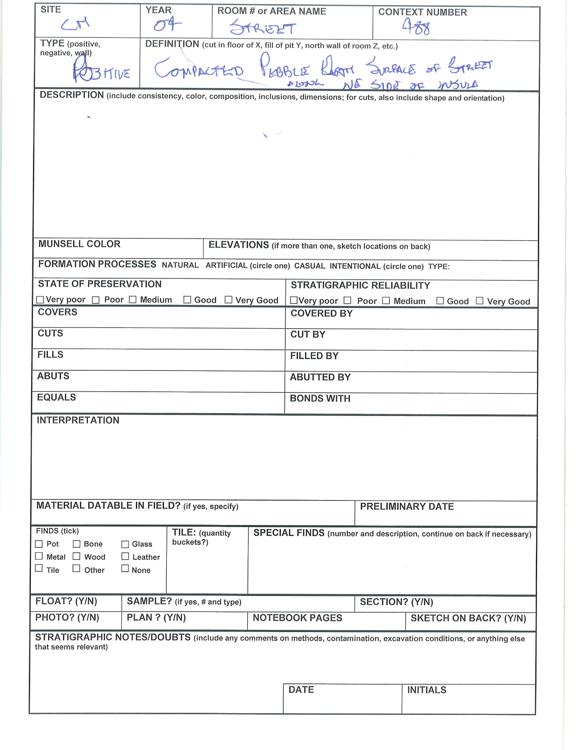 SITE YEAR ROOM # or AREA NAME CONTEXT NUMBER
CM 04 STREET 488
TYPE (positive, negative, wall) DEFINITION (cut in floor of X, fill of pit Y, north wall of room Z, etc.)
POSITIVE COMPACTED PEBBLE SURFACE OF STREET
ALONG SIDE OF INSULA
DESCRIPTION (include consistency, color, composition, inclusions, dimensions; for cuts, also include shape and orientation)
MUNSELL COLOR ELEVATIONS (if more than one, sketch locations on back)
FORMATION PROCESSES NATURAL ARTIFICIAL (circle one) CASUAL INTENTIONAL (circle one) TYPE:
STATE OF PRESERVATION STRATIGRAPHIC RELIABILITY
☐Very poor ☐ Poor ☐ Medium ☐ Good ☐ Very Good ☐Very poor ☐ Poor ☐ Medium ☐ Good ☐ Very Good
COVERS COVERED BY
CUTS CUT BY
FILLS FILLED BY
ABUTS ABUTTED BY
EQUALS BONDS WITH
INTERPRETATION
MATERIAL DATABLE IN FIELD? (if yes, specify) PRELIMINARY DATE
FINDS (tick) TILE: (quantity buckets?) SPECIAL FINDS (number and description, continue on back if necessary)
☐ Pot ☐ Bone ☐ Glass
☐ Metal ☐ Wood ☐ Leather
☐ Tile ☐ Other ☐ None
FLOAT? (Y/N) SAMPLE? (if yes, # and type) SECTION? (Y/N)
PHOTO? (Y/N) PLAN ? (Y/N) NOTEBOOK PAGES SKETCH ON BACK? (Y/N)
STRATIGRAPHIC NOTES/DOUBTS (include any comments on methods, contamination, excavation conditions, or anything else
that seems relevant)
DATE INITIALS